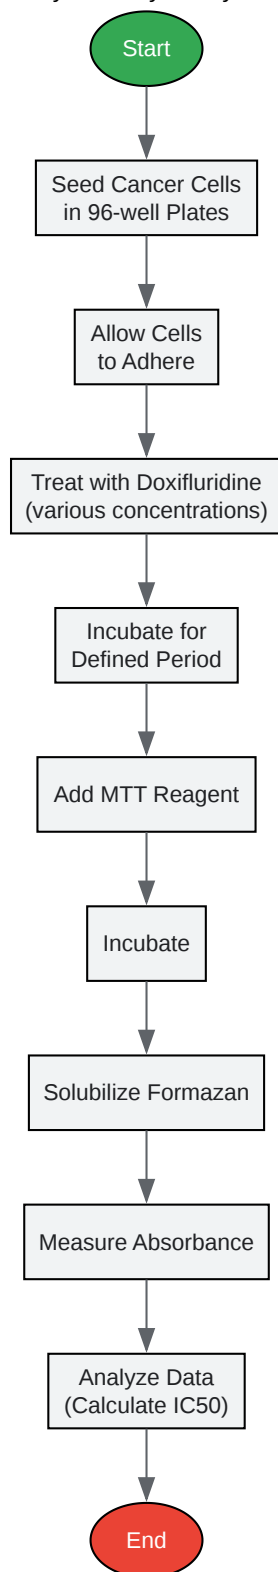 Start
Seed Cancer Cells
in 96-well Plates
Allow Cells
to Adhere
Treat with Doxifluridine
(various concentrations)
Incubate for
Defined Period
Add MTT Reagent
Incubate
Solubilize Formazan
Measure Absorbance
Analyze Data
(Calculate IC50)
End